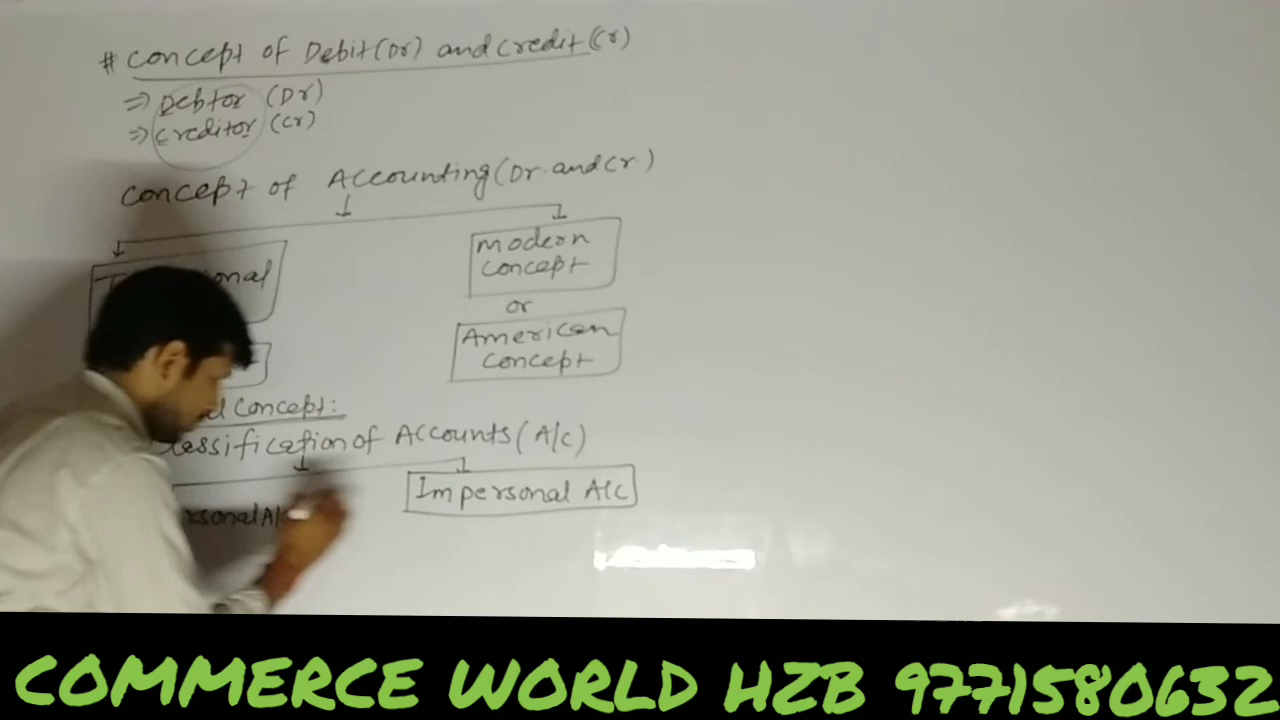 # Concept of Debit(Dr) and Credit(Cr)
⇒ Debtor (Dr)
⇒ Creditor (Cr)
Concept of Accounting(Dr. and Cr.)
Modern
Concept
or
American
Concept
Concept:
Classification of Accounts (A/c)
Impersonal A/c
COMMERCE WORLD HZB 9771580632